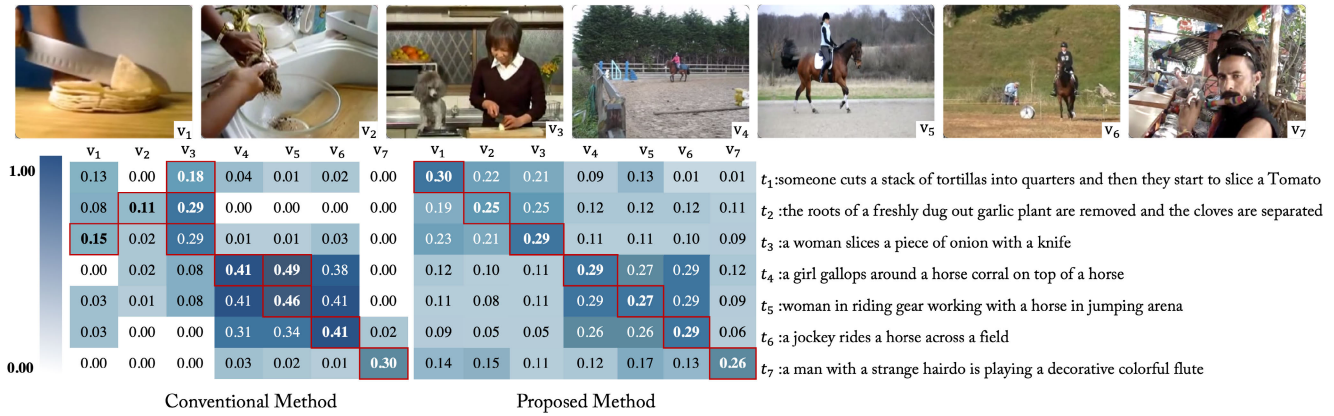 v1 v2 v3 v4 v5 v6 v7
v1 v2 v3 v4 v5 v6 v7 v1 v2 v3 v4 v5 v6 v7
1.00
0.13 0.00 0.18 0.04 0.01 0.02 0.00 0.30 0.22 0.21 0.09 0.13 0.01 0.01 t1:someone cuts a stack of tortillas into quarters and then they start to slice a Tomato
0.08 0.11 0.29 0.00 0.00 0.00 0.00 0.19 0.25 0.25 0.12 0.12 0.12 0.11 t2 :the roots of a freshly dug out garlic plant are removed and the cloves are separated
0.15 0.02 0.29 0.01 0.01 0.03 0.00 0.23 0.21 0.29 0.11 0.11 0.10 0.09 t3 :a woman slices a piece of onion with a knife
0.00 0.02 0.08 0.41 0.49 0.38 0.00 0.12 0.10 0.11 0.29 0.27 0.29 0.12 t4 :a girl gallops around a horse corral on top of a horse
0.03 0.01 0.08 0.41 0.46 0.41 0.00 0.11 0.08 0.11 0.29 0.27 0.29 0.09 t5 :woman in riding gear working with a horse in jumping arena
0.03 0.00 0.00 0.31 0.34 0.41 0.02 0.09 0.05 0.05 0.26 0.26 0.29 0.06 t6 :a jockey rides a horse across a field
0.00 0.00 0.00 0.00 0.03 0.02 0.01 0.30 0.14 0.15 0.11 0.12 0.17 0.13 0.26 t7 :a man with a strange hairdo is playing a decorative colorful flute
Conventional Method Proposed Method